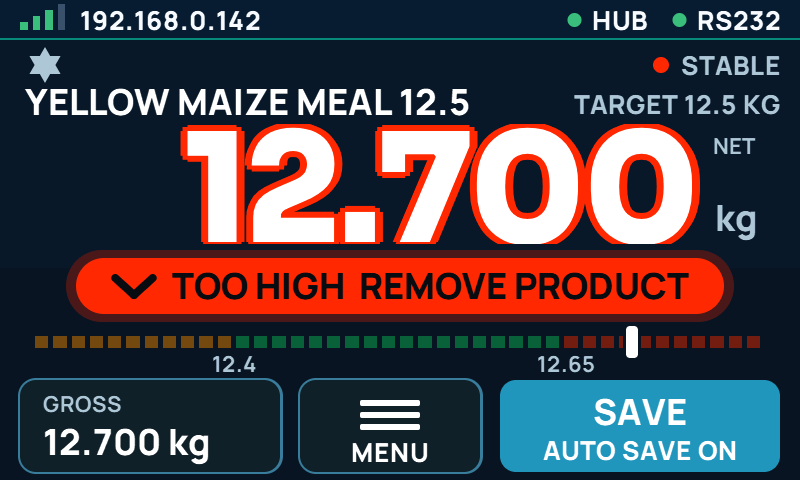 192.168.0.142 HUB RS232
STABLE
YELLOW MAIZE MEAL 12.5 TARGET 12.5 KG
12.700 NET kg
TOO HIGH REMOVE PRODUCT
12.4 12.65
GROSS
12.700 kg
MENU
SAVE
AUTO SAVE ON